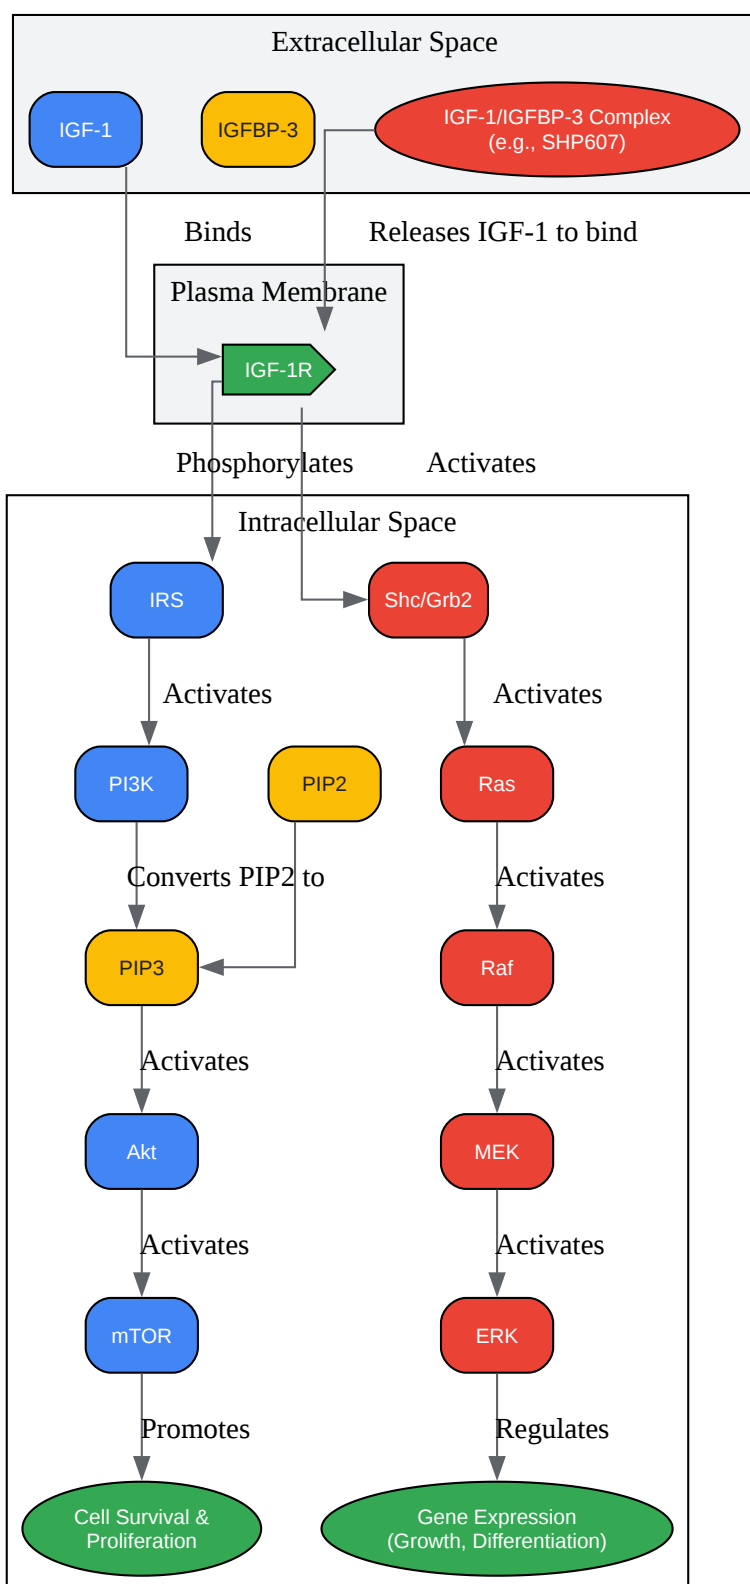 Extracellular Space
IGF-1
IGFBP-3
IGF-1/IGFBP-3 Complex
(e.g., SHP607)
Binds
Releases IGF-1 to bind
Plasma Membrane
IGF-1R
Phosphorylates
Activates
Intracellular Space
IRS
Shc/Grb2
Activates
Activates
PI3K
PIP2
Ras
Converts PIP2 to
Activates
PIP3
Raf
Activates
Activates
Akt
MEK
Activates
Activates
mTOR
ERK
Promotes
Regulates
Cell Survival &
Proliferation
Gene Expression
(Growth, Differentiation)